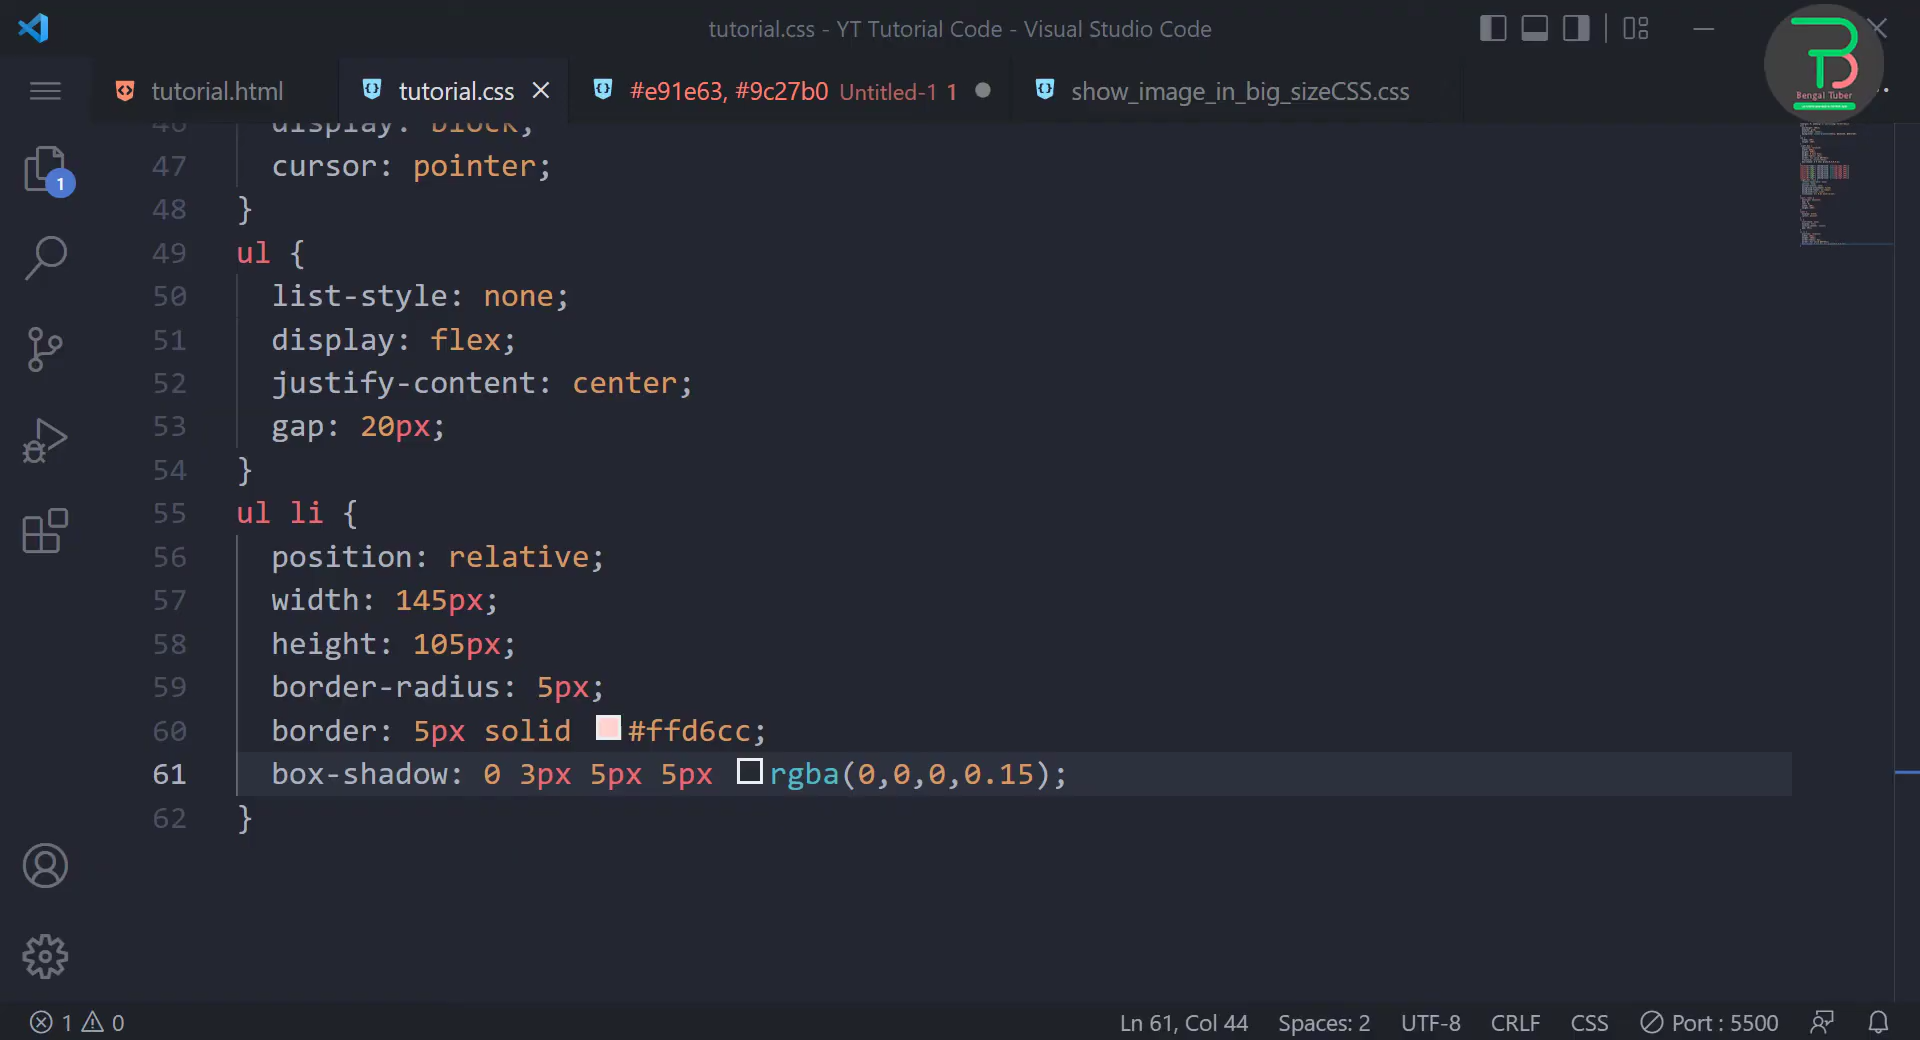 tutorial.css - YT Tutorial Code - Visual Studio Code
tutorial.html
tutorial.css
#e91e63, #9c27b0 Untitled-1 1
show_image_in_big_sizeCSS.css
Bengal Tuber
1
46 display: block;
47 cursor: pointer;
48 }
49 ul {
50 list-style: none;
51 display: flex;
52 justify-content: center;
53 gap: 20px;
54 }
55 ul li {
56 position: relative;
57 width: 145px;
58 height: 105px;
59 border-radius: 5px;
60 border: 5px solid #ffd6cc;
61 box-shadow: 0 3px 5px 5px rgba(0,0,0,0.15);
62 }
1 0 Ln 61, Col 44 Spaces: 2 UTF-8 CRLF CSS Port : 5500